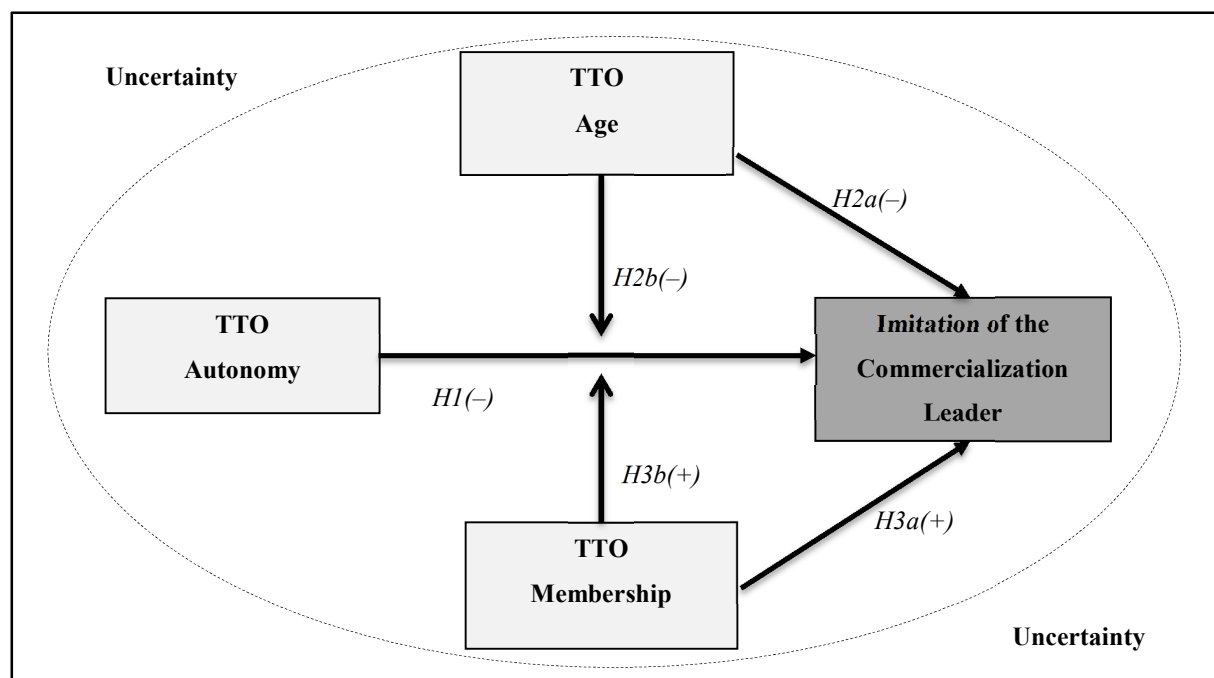 Uncertainty
TTO
Age
H2a(–)
H2b(–)
TTO
Autonomy
H1(–)
Imitation of the
Commercialization
Leader
H3b(+)
H3a(+)
TTO
Membership
Uncertainty